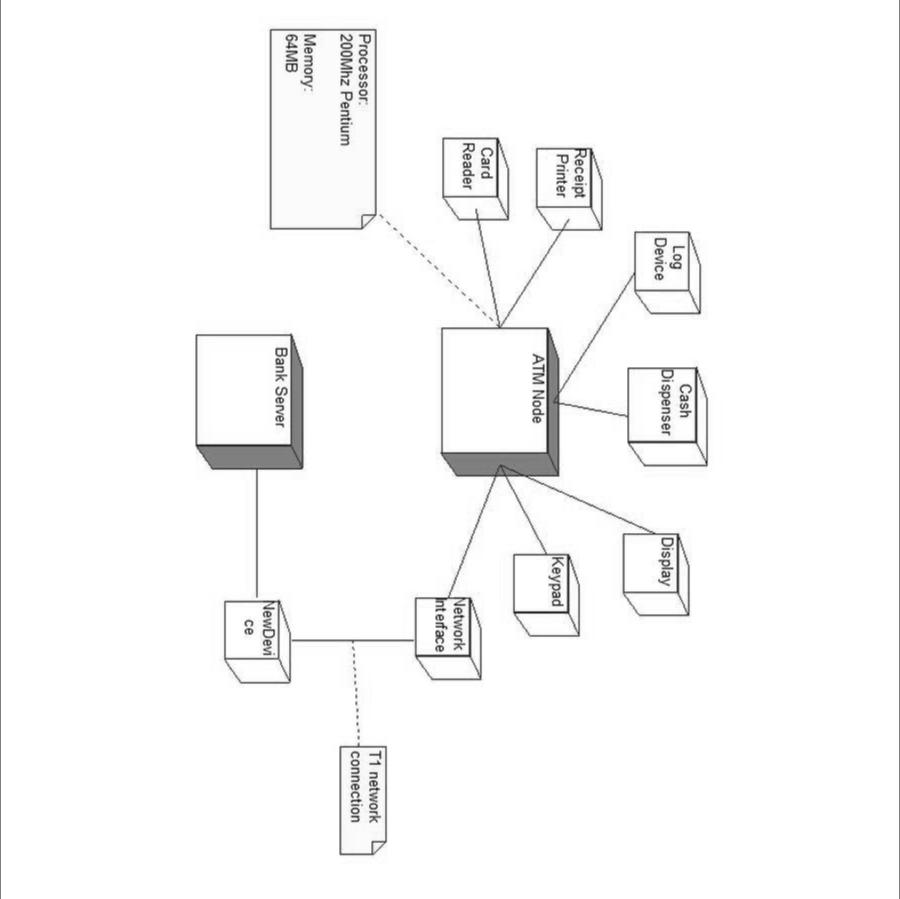 Receipt
Printer
Card
Reader
Log
Device
Cash
Dispenser
Display
Keypad
Network
Interface
ATM Node
Processor:
200Mhz Pentium
Memory:
64MB
Bank Server
NewDevi
ce
T1 network
connection